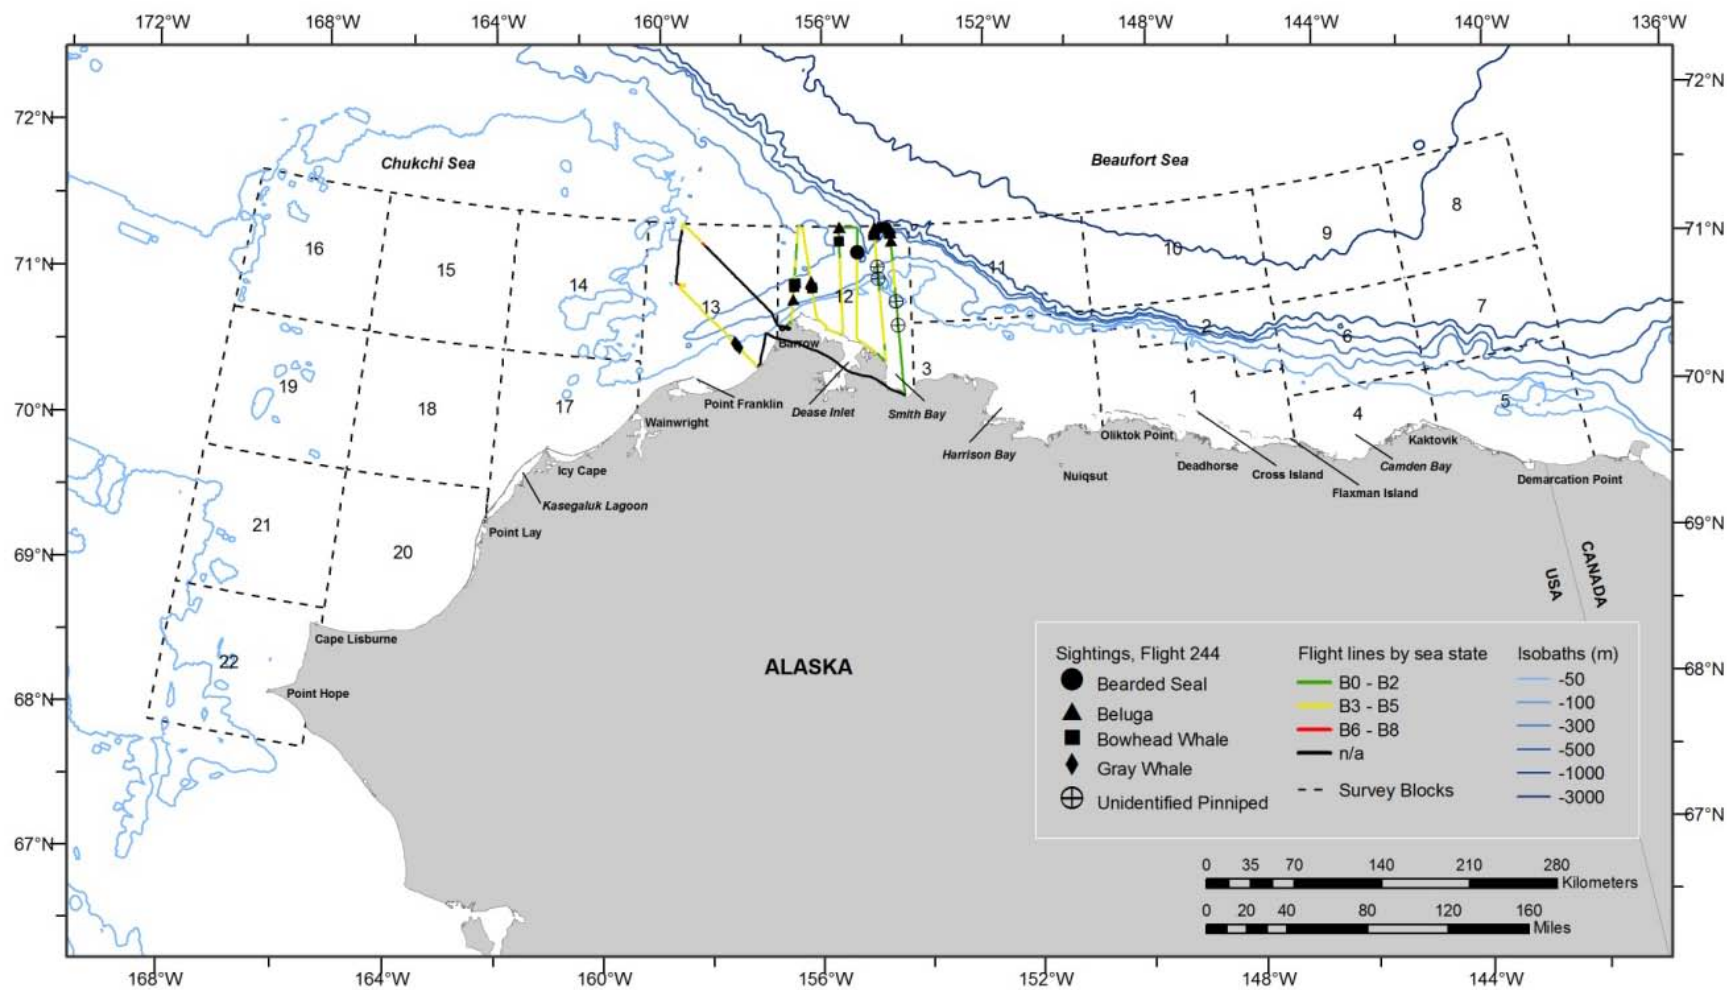 172°W 168°W 164°W 160°W 156°W 152°W 148°W 144°W 140°W 136°W
72°N 72°N
Chukchi Sea Beaufort Sea
8
9
16 10
71°N 15 11 71°N
14
13 12 7
2
6
Barrow
19 3
70°N 18 17 Point Franklin Dease Inlet Smith Bay 1 4 5 70°N
Wainwright
Harrison Bay Oliktok Point Kaktovik
Icy Cape Nuiqsut Deadhorse Cross Island Camden Bay
Kasegaluk Lagoon Flaxman Island Demarcation Point
21
Point Lay
69°N 20 69°N
USA CANADA
Cape Lisburne
22 ALASKA
68°N Point Hope 68°N
67°N 67°N
Sightings, Flight 244
Bearded Seal
Beluga
Bowhead Whale
Gray Whale
Unidentified Pinniped
Flight lines by sea state
B0 - B2
B3 - B5
B6 - B8
n/a
Survey Blocks
Isobaths (m)
-50
-100
-300
-500
-1000
-3000
0 35 70 140 210 280
Kilometers
0 20 40 80 120 160
Miles
168°W 164°W 160°W 156°W 152°W 148°W 144°W